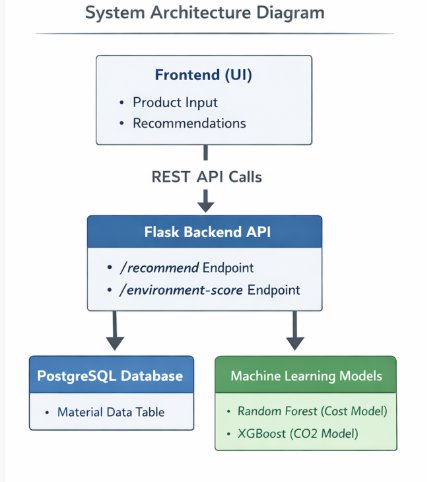 System Architecture Diagram
Frontend (UI)
• Product Input
• Recommendations
REST API Calls
Flask Backend API
• /recommend Endpoint
• /environment-score Endpoint
PostgreSQL Database
• Material Data Table
Machine Learning Models
• Random Forest (Cost Model)
• XGBoost (CO2 Model)